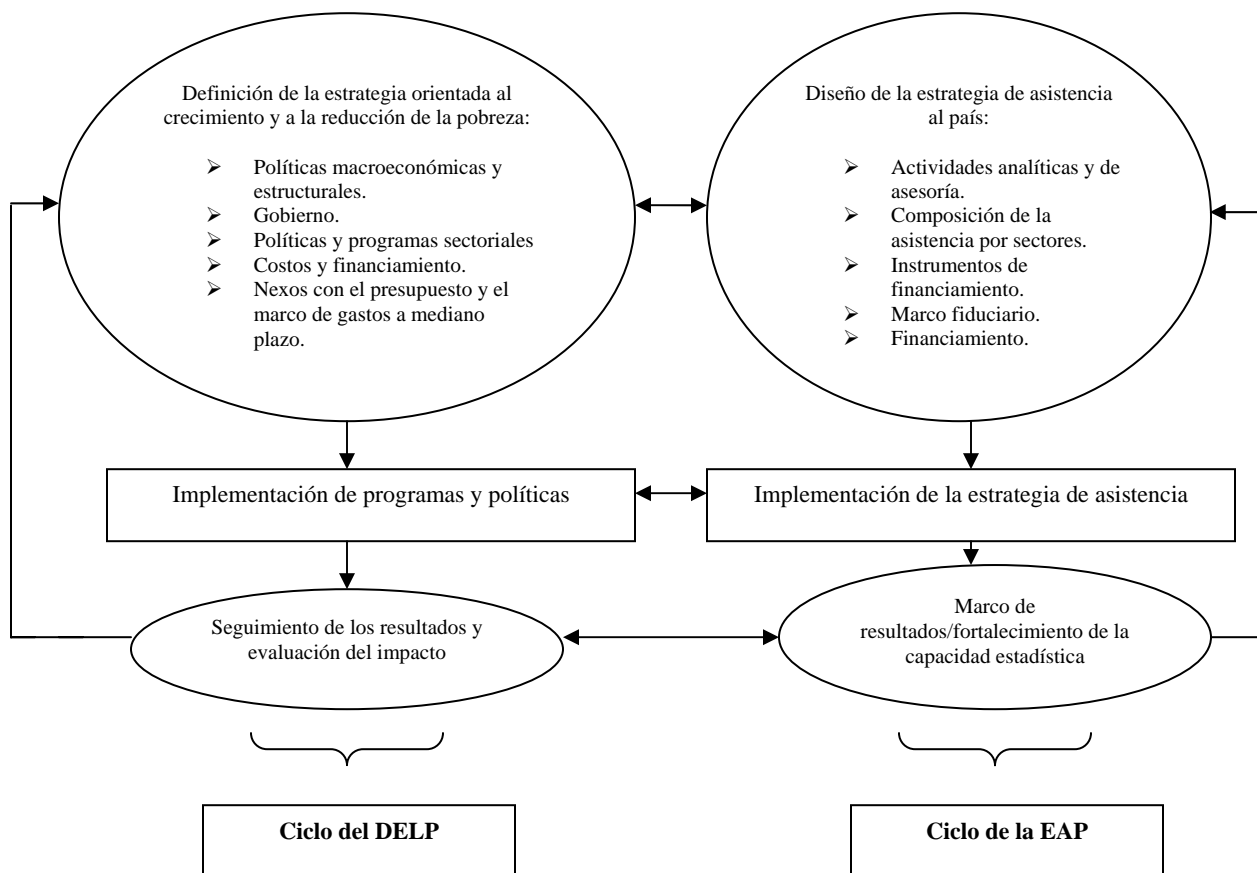 Definición de la estrategia orientada al
crecimiento y a la reducción de la pobreza:
➢ Políticas macroeconómicas y
estructurales.
➢ Gobierno.
➢ Políticas y programas sectoriales
➢ Costos y financiamiento.
➢ Nexos con el presupuesto y el
marco de gastos a mediano
plazo.
Diseño de la estrategia de asistencia
al país:
➢ Actividades analíticas y de
asesoría.
➢ Composición de la
asistencia por sectores.
➢ Instrumentos de
financiamiento.
➢ Marco fiduciario.
➢ Financiamiento.
Implementación de programas y políticas
Implementación de la estrategia de asistencia
Seguimiento de los resultados y
evaluación del impacto
Marco de
resultados/fortalecimiento de la
capacidad estadística
Ciclo del DELP
Ciclo de la EAP